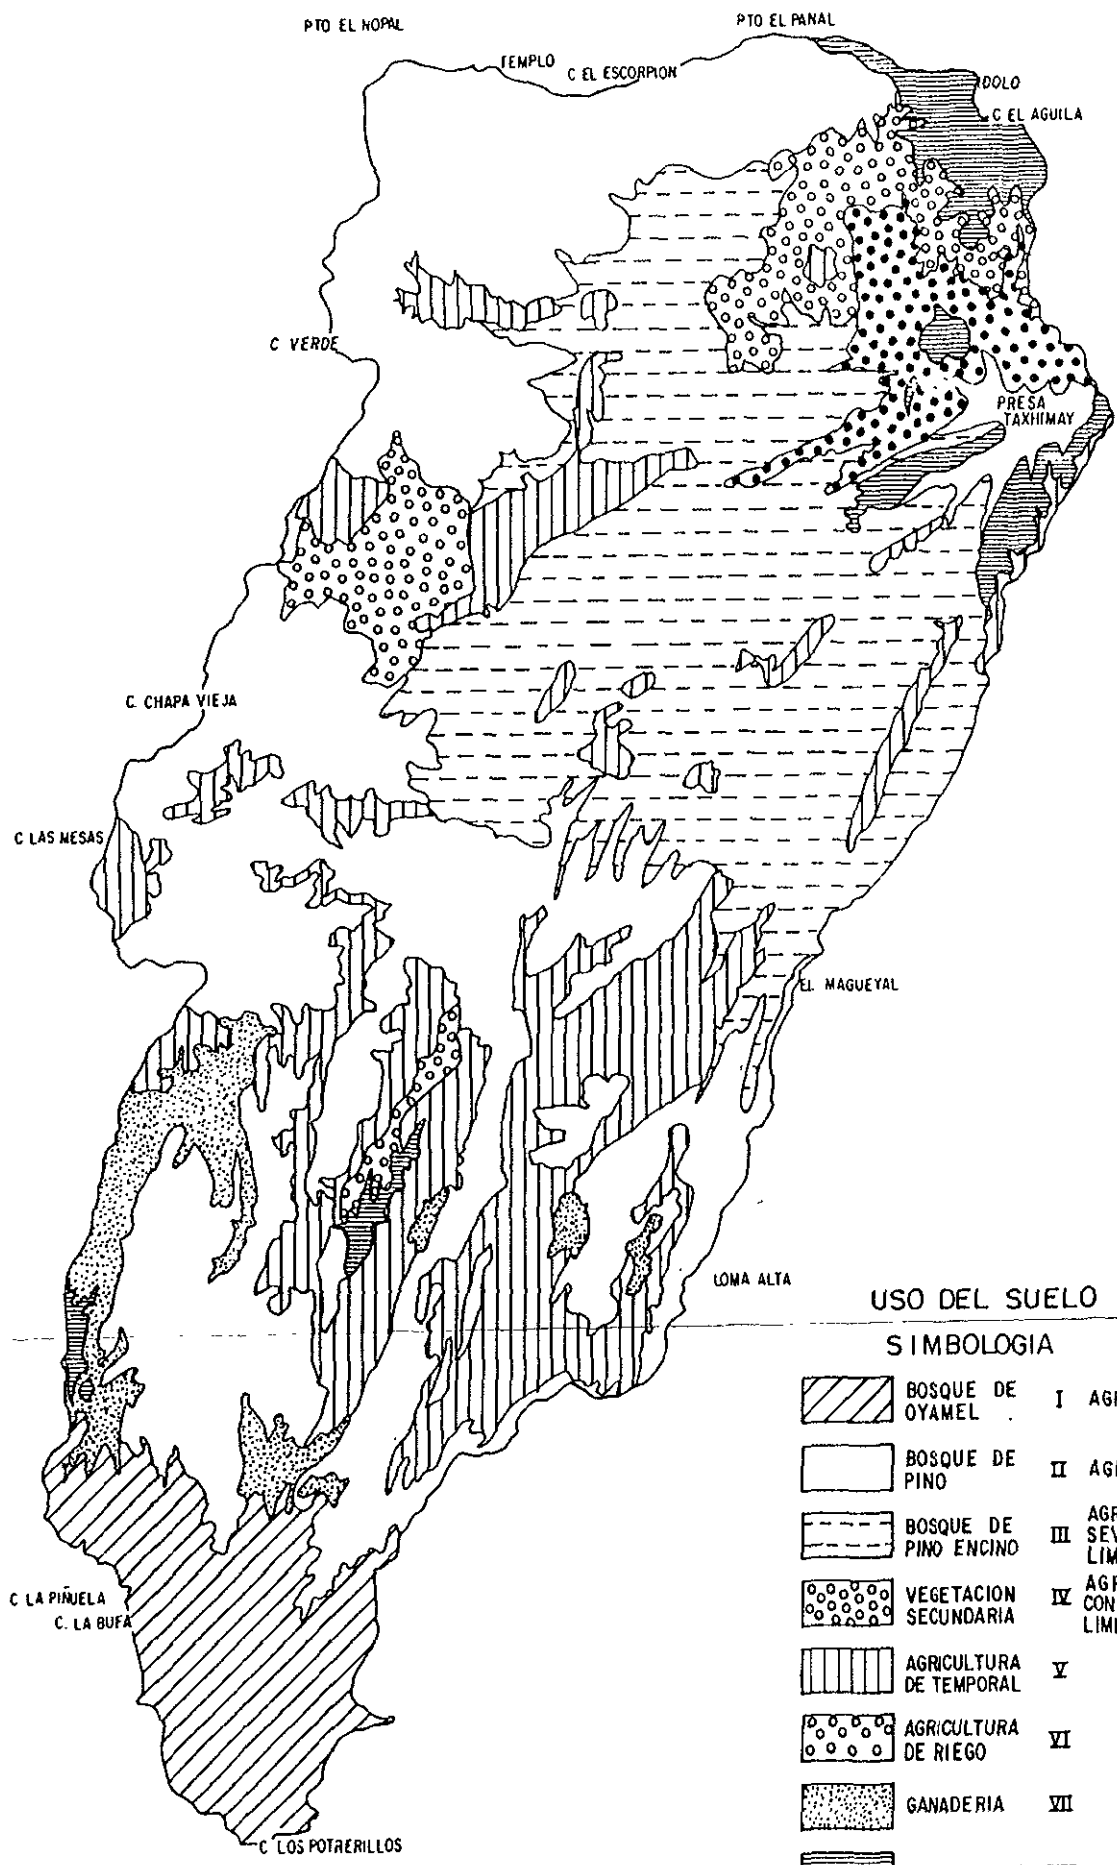 PTO EL NOPAL
PTO EL PANAL
TEMPLO
C EL ESCORPION
IDOLO
C EL AGUILA
C VERDE
PRESA
TAXHIMAY
C. CHAPA VIEJA
C LAS MESAS
EL MAGUEYAL
LOMA ALTA
USO DEL SUELO
SIMBOLOGIA
BOSQUE DE
OYAMEL
I
BOSQUE DE
PINO
II
BOSQUE DE
PINO ENCINO
III
VEGETACION
SECUNDARIA
IV
CON
AGRICULTURA
DE TEMPORAL
V
AGRICULTURA
DE RIEGO
VI
GANADERIA
VII
C LA PIÑUELA
C. LA BUFA
C LOS POTRERILLOS